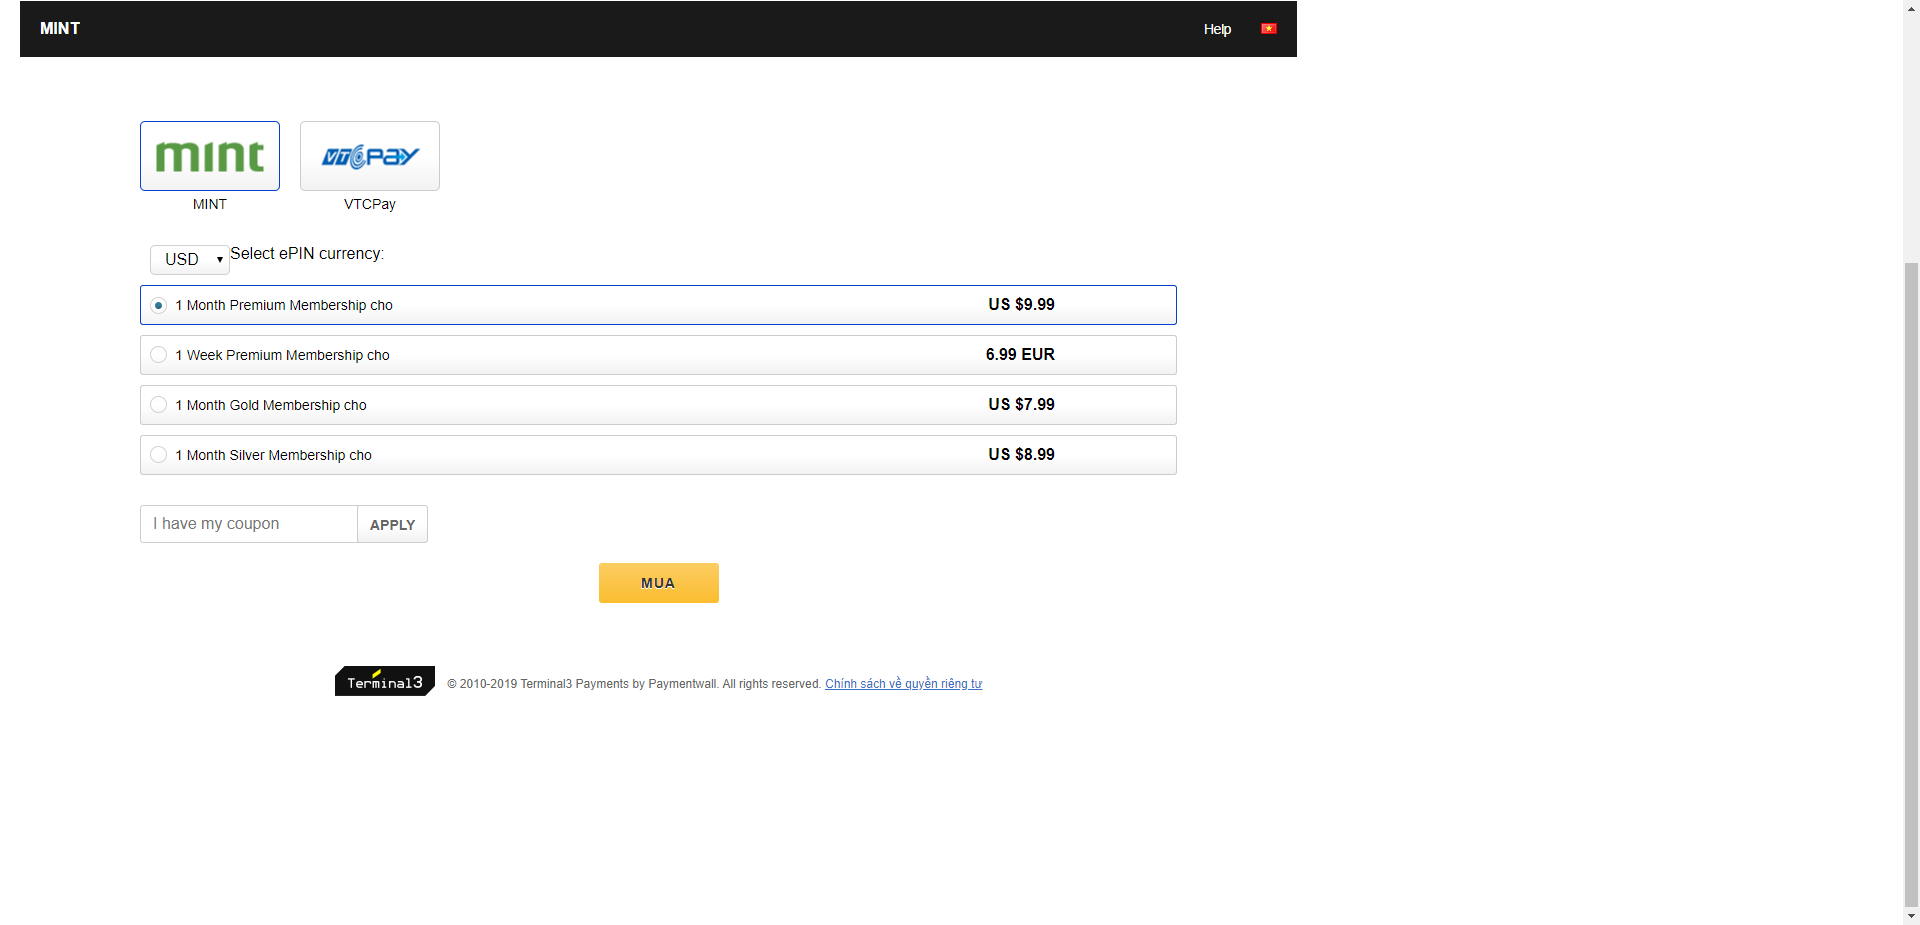 MINT
Help
mint
VTCPay
MINT
VTCPay
USD
Select ePIN currency:
1 Month Premium Membership cho
US $9.99
1 Week Premium Membership cho
6.99 EUR
1 Month Gold Membership cho
US $7.99
1 Month Silver Membership cho
US $8.99
I have my coupon
APPLY
MUA
Terminal3
© 2010-2019 Terminal3 Payments by Paymentwall. All rights reserved. Chính sách về quyền riêng tư